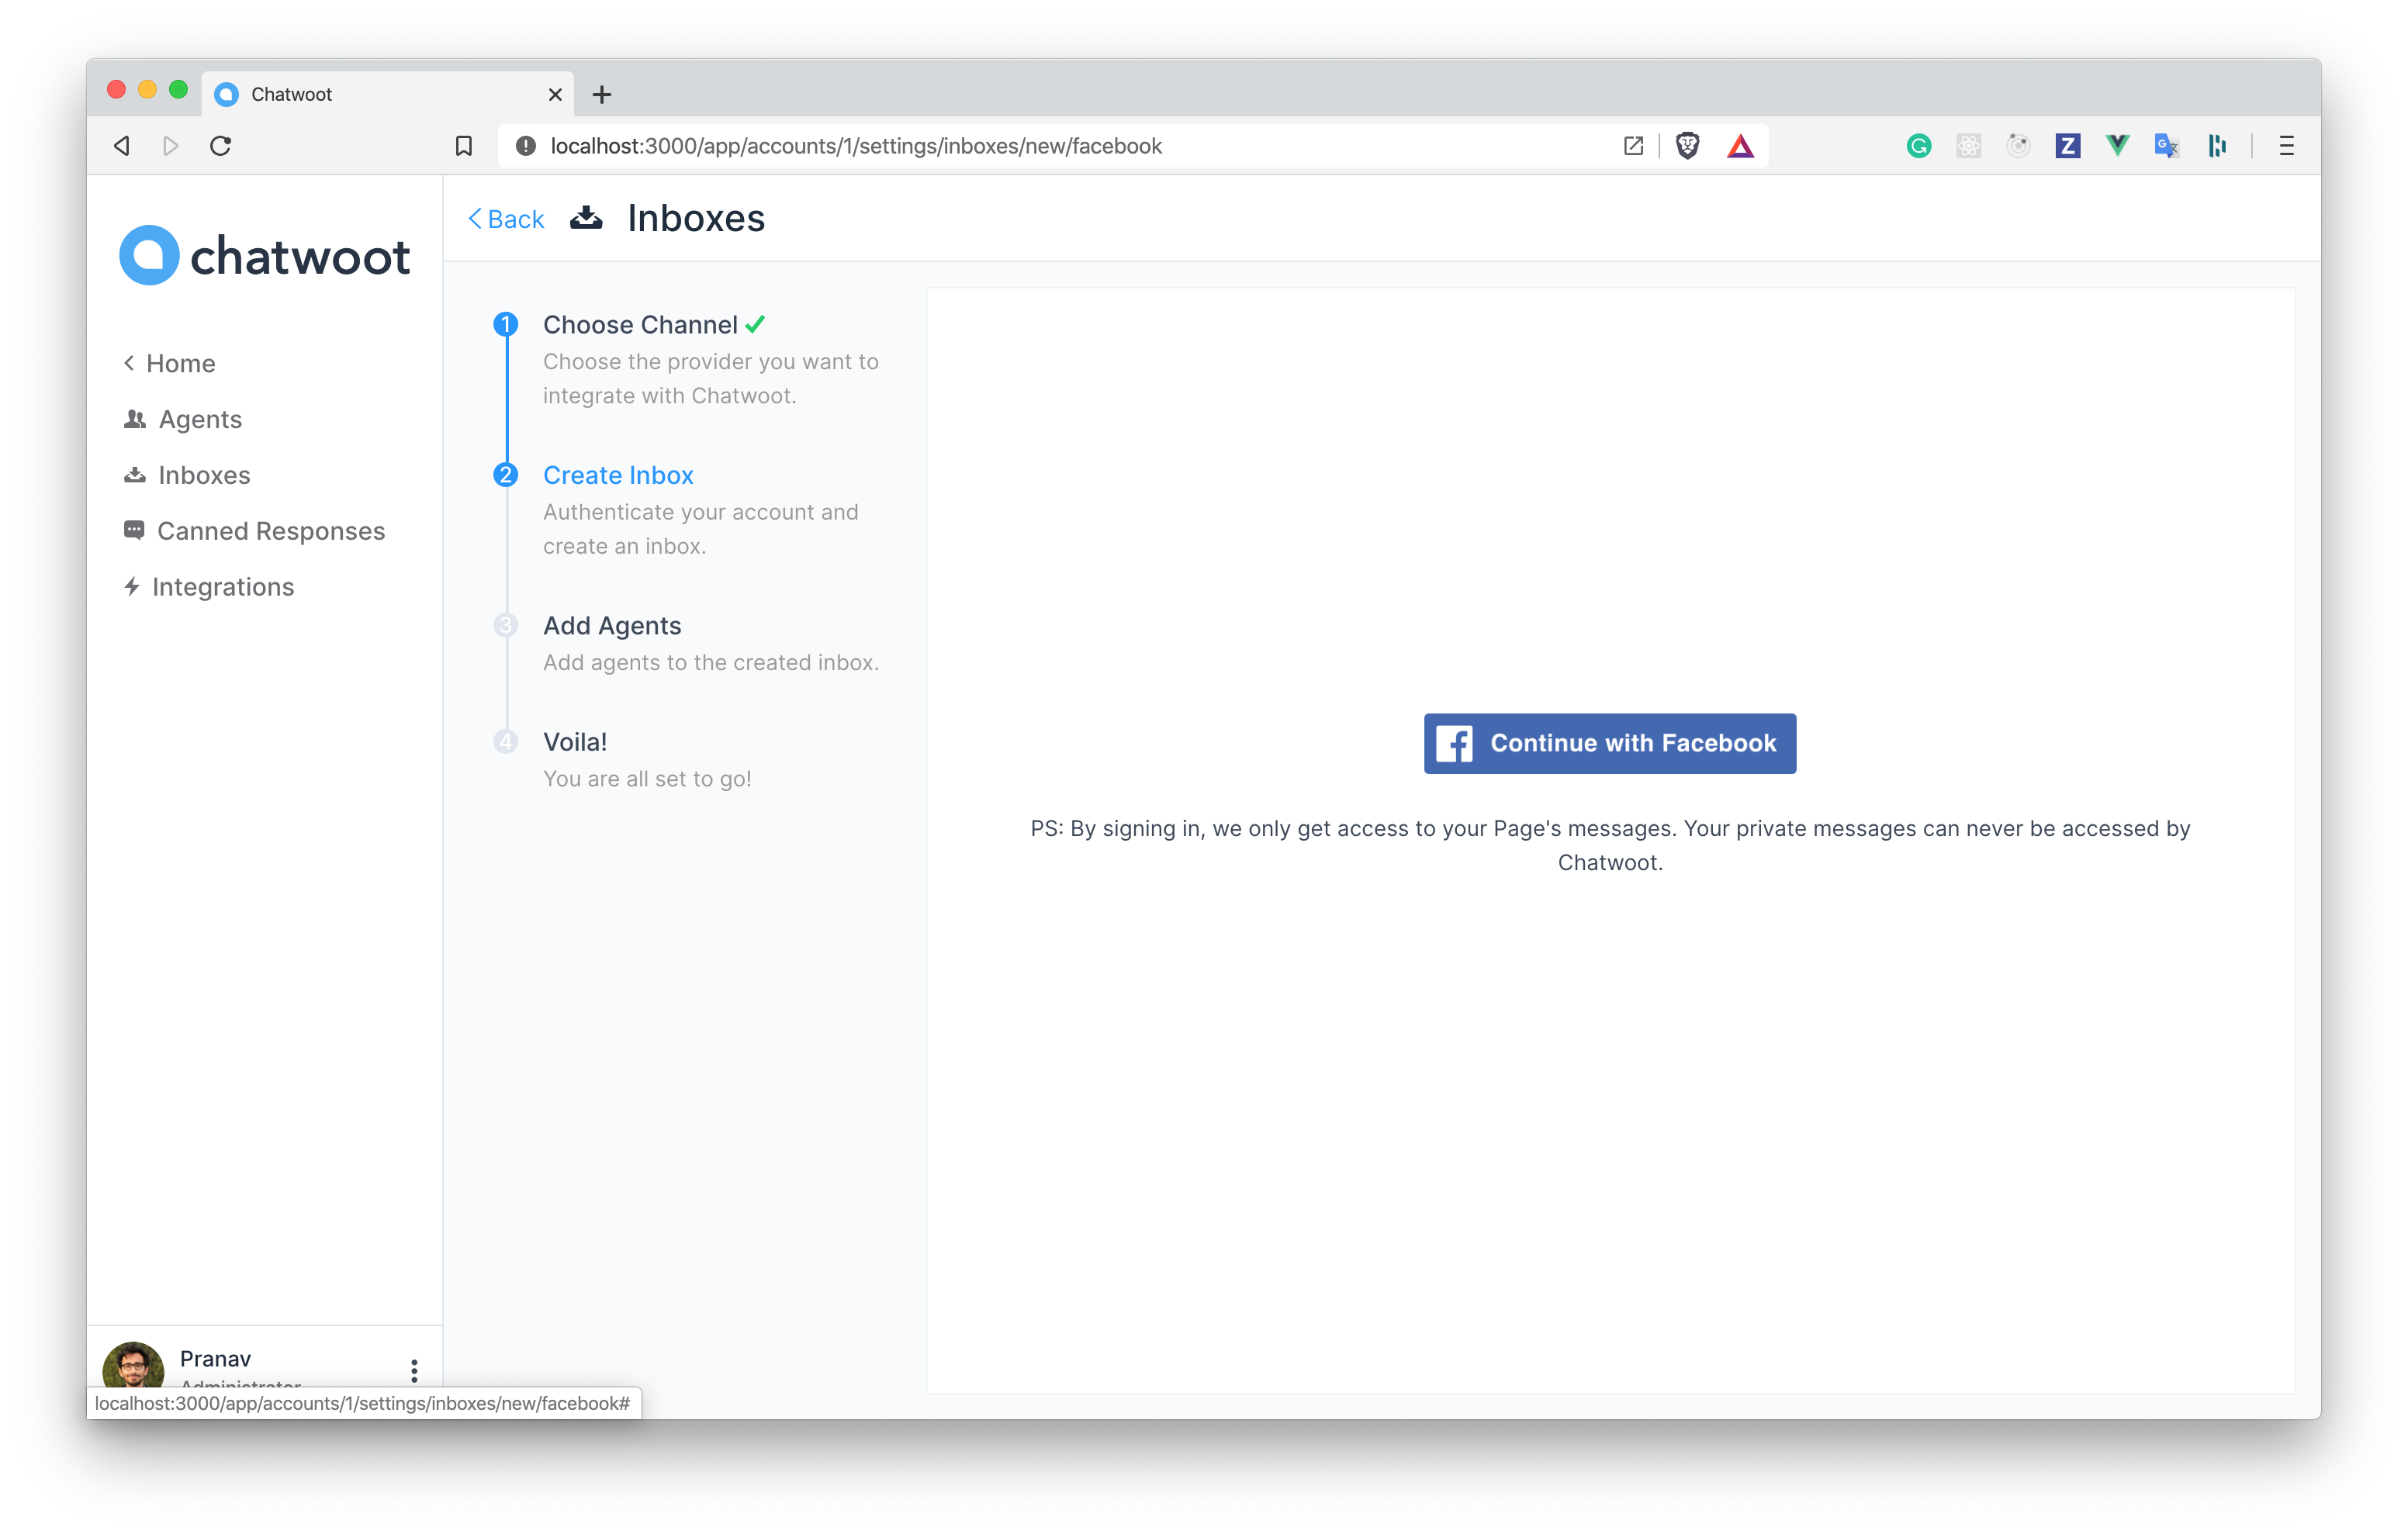 Chatwoot
localhost:3000/app/accounts/1/settings/inboxes/new/facebook
chatwoot
Home
Agents
Inboxes
Canned Responses
Integrations
Back
Inboxes
1
Choose Channel
Choose the provider you want to
integrate with Chatwoot.
2
Create Inbox
Authenticate your account and
create an inbox.
3
Add Agents
Add agents to the created inbox.
4
Voila!
You are all set to go!
Continue with Facebook
PS: By signing in, we only get access to your Page's messages. Your private messages can never be accessed by
Chatwoot.
Pranav
Administrator
localhost:3000/app/accounts/1/settings/inboxes/new/facebook#